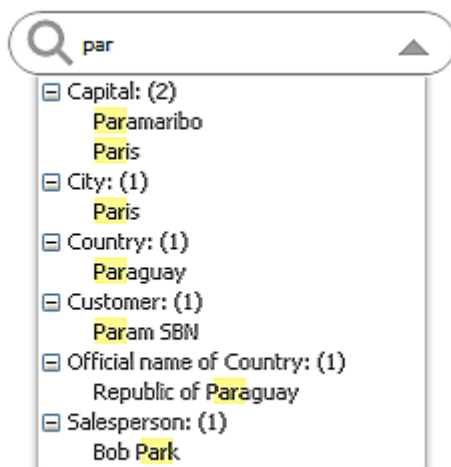 par
Capital: (2)
Paramaribo
Paris
City: (1)
Paris
Country: (1)
Paraguay
Customer: (1)
Param SBN
Official name of Country: (1)
Republic of Paraguay
Salesperson: (1)
Bob Park